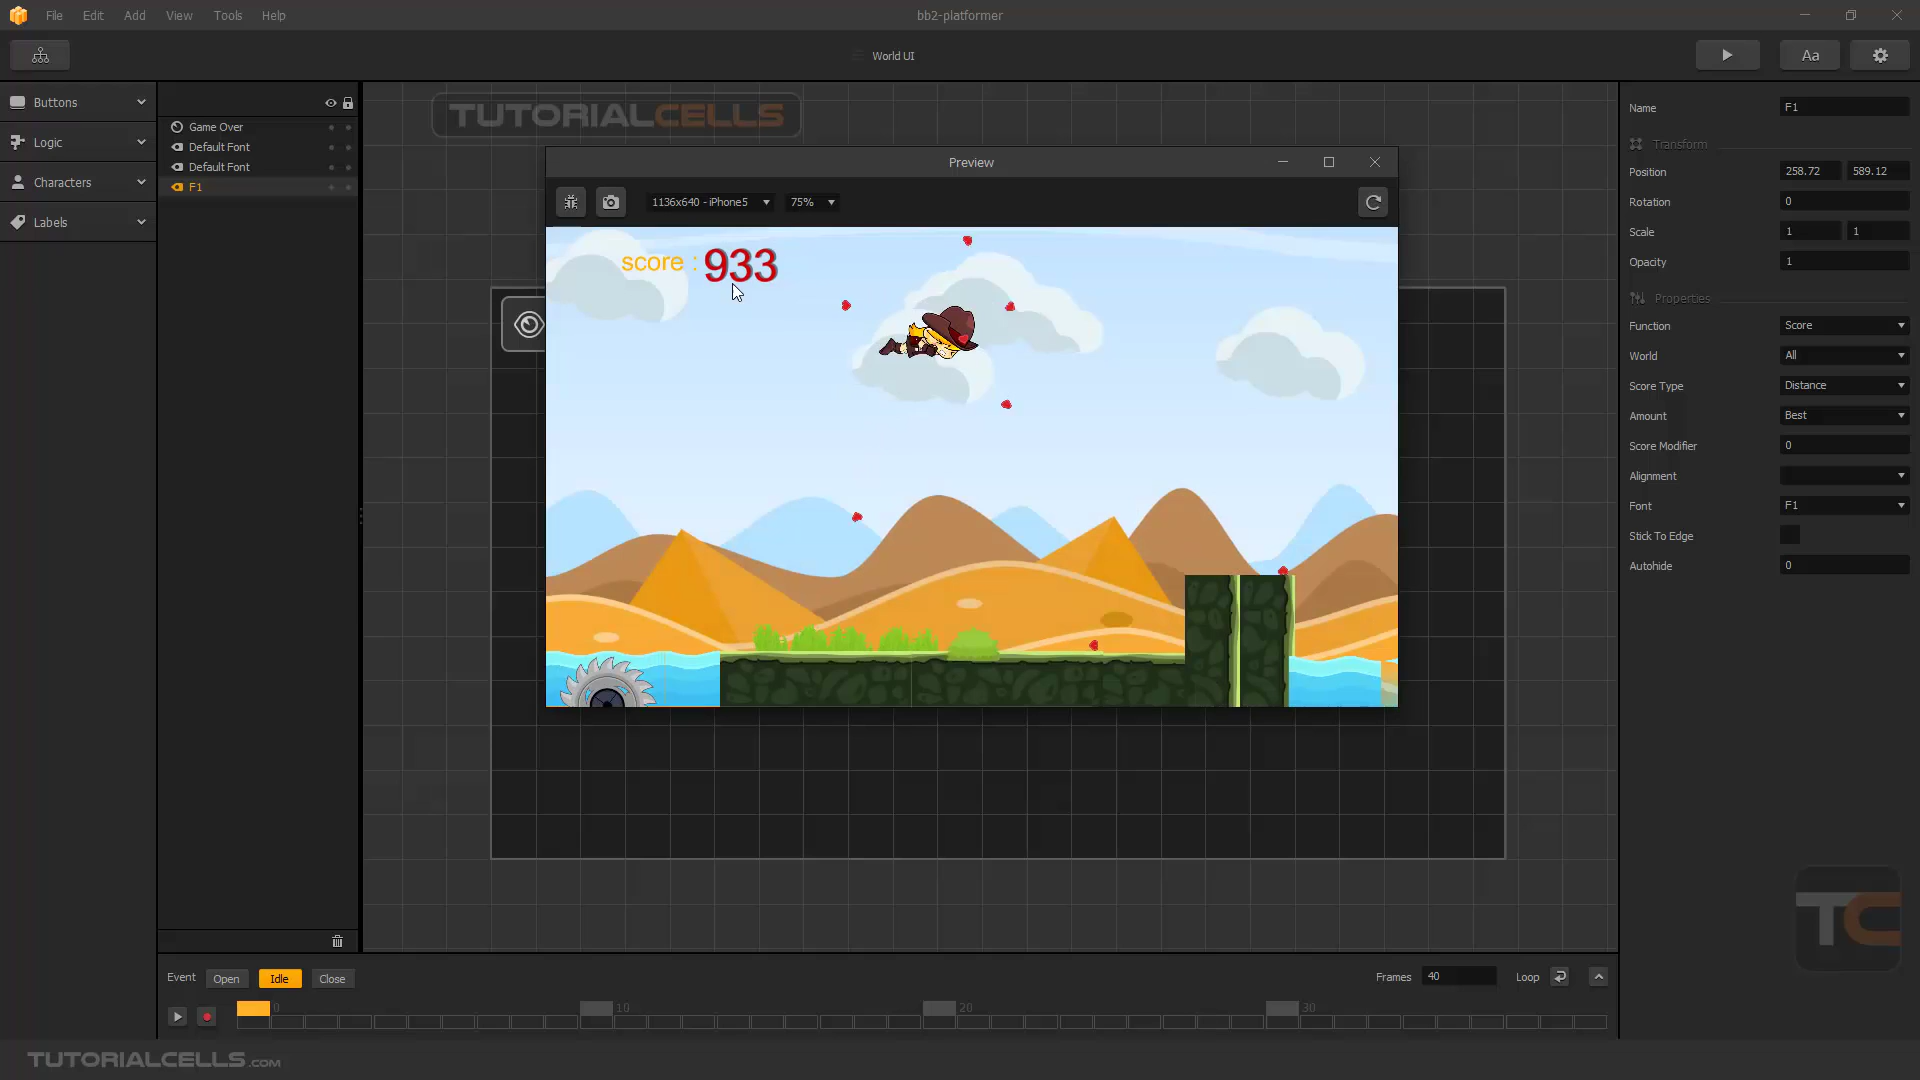 File Edit Add View Tools Help bb2-platformer
World UI Aa
Buttons
Logic
Characters
Labels
Game Over
Default Font
Default Font
F1
TUTORIALCELLS
Preview
1136x640 - iPhone5 75%
score : 933
Name F1
Transform
Position 258.72 589.12
Rotation 0
Scale 1 1
Opacity 1
Properties
Function Score
World All
Score Type Distance
Amount Best
Score Modifier 0
Alignment
Font F1
Stick To Edge
Autohide 0
TC
Event Open Idle Close Frames 40 Loop
0 10 20 30
TUTORIALCELLS.COM